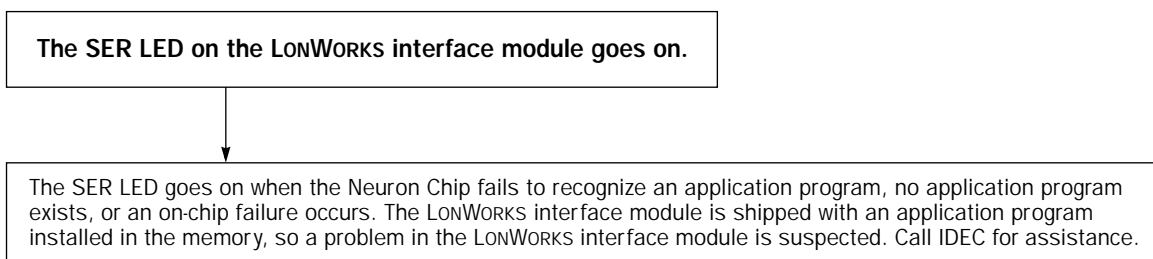 The SER LED on the LONWORKS interface module goes on.
The SER LED goes on when the Neuron Chip fails to recognize an application program, no application program
exists, or an on-chip failure occurs. The LONWORKS interface module is shipped with an application program
installed in the memory, so a problem in the LONWORKS interface module is suspected. Call IDEC for assistance.